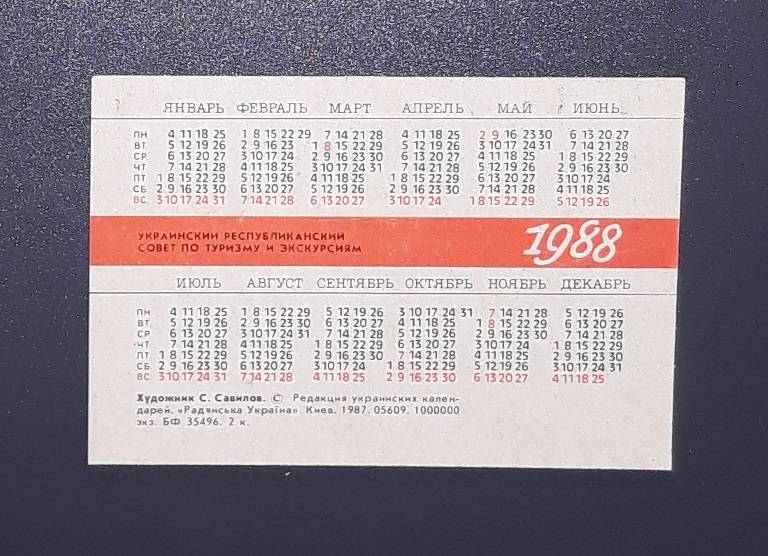 ЯНВАРЬ ФЕВРАЛЬ МАРТ АПРЕЛЬ МАЙ ИЮНЬ
ПН. 4 11 18 25 1 8 15 22 29 7 14 21 28 4 11 18 25 2 9 16 23 30 6 13 20 27
ВТ. 5 12 19 26 2 9 16 23 1 8 15 22 29 5 12 19 26 3 10 17 24 31 7 14 21 28
СР. 6 13 20 27 3 10 17 24 2 9 16 23 30 6 13 20 27 4 11 18 25 1 8 15 22 29
ЧТ. 7 14 21 28 4 11 18 25 3 10 17 24 31 7 14 21 28 5 12 19 26 2 9 16 23 30
ПТ. 1 8 15 22 29 5 12 19 26 4 11 18 25 1 8 15 22 29 6 13 20 27 3 10 17 24
СБ. 2 9 16 23 30 6 13 20 27 5 12 19 26 2 9 16 23 30 7 14 21 28 4 11 18 25
ВС. 3 10 17 24 31 7 14 21 28 6 13 20 27 3 10 17 24 1 8 15 22 29 5 12 19 26
УКРАИНСКИЙ РЕСПУБЛИКАНСКИЙ
СОВЕТ ПО ТУРИЗМУ И ЭКСКУРСИЯМ
1988
ИЮЛЬ АВГУСТ СЕНТЯБРЬ ОКТЯБРЬ НОЯБРЬ ДЕКАБРЬ
ПН. 4 11 18 25 1 8 15 22 29 5 12 19 26 3 10 17 24 31 7 14 21 28 5 12 19 26
ВТ. 5 12 19 26 2 9 16 23 30 6 13 20 27 4 11 18 25 1 8 15 22 29 6 13 20 27
СР. 6 13 20 27 3 10 17 24 31 7 14 21 28 5 12 19 26 2 9 16 23 30 7 14 21 28
ЧТ. 7 14 21 28 4 11 18 25 1 8 15 22 29 6 13 20 27 3 10 17 24 1 8 15 22 29
ПТ. 1 8 15 22 29 5 12 19 26 2 9 16 23 30 7 14 21 28 4 11 18 25 2 9 16 23 30
СБ. 2 9 16 23 30 6 13 20 27 3 10 17 24 1 8 15 22 29 5 12 19 26 3 10 17 24 31
ВС. 3 10 17 24 31 7 14 21 28 4 11 18 25 2 9 16 23 30 6 13 20 27 4 11 18 25
Художник С. Савилов. © Редакция украинских кален-
дарей. «Радянська Україна». Киев. 1987. 05609. 1000000
экз. БФ 35496. 2 к.